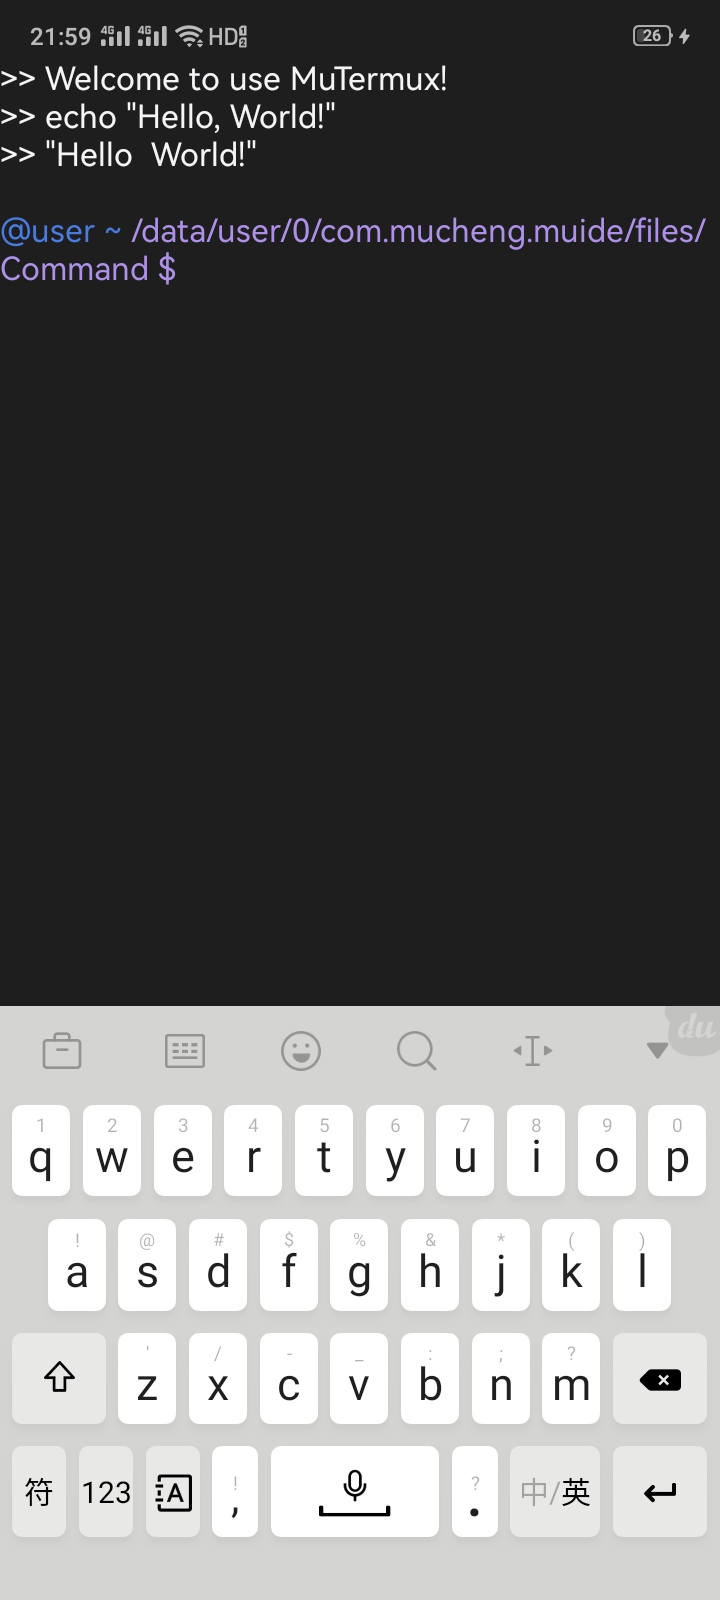 21:59 4G 4G HD 1 2 26
>> Welcome to use MuTermux!
>> echo "Hello, World!"
>> "Hello  World!"
@user ~ /data/user/0/com.mucheng.muide/files/
Command $
du
1 2 3 4 5 6 7 8 9 0
q w e r t y u i o p
! @ # $ % & * ( )
a s d f g h j k l
' / - _ : ; ?
z x c v b n m
! ?
符 123 A , . 中/英